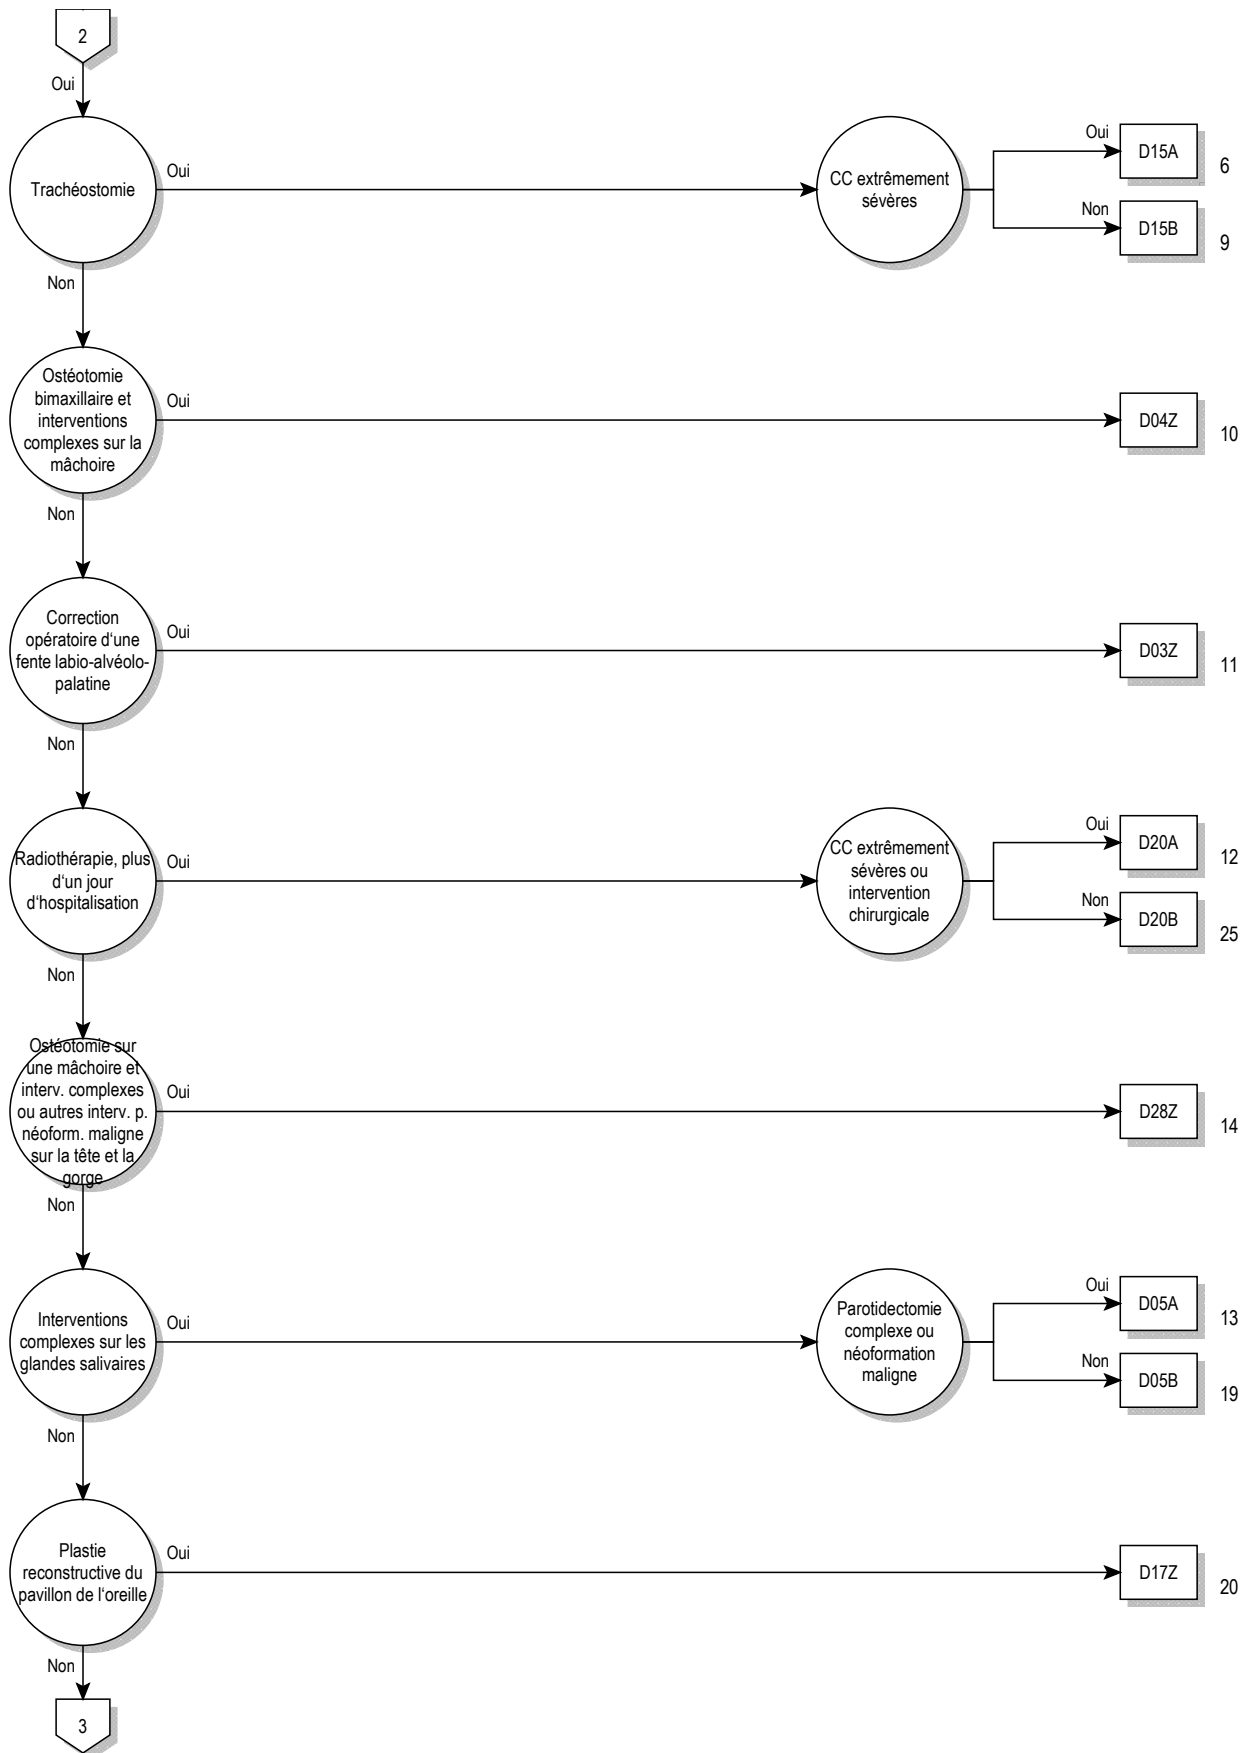 2
Oui
Trachéostomie
Oui
CC extrêmement
sévères
Oui
D15A
6
Non
D15B
9
Non
Ostéotomie
bimaxillaire et
interventions
complexes sur la
mâchoire
Oui
D04Z
10
Non
Correction
opératoire d‘une
fente labio-alvéolo-
palatine
Oui
D03Z
11
Non
Radiothérapie, plus
d‘un jour
d‘hospitalisation
Oui
CC extrêmement
sévères ou
intervention
chirurgicale
Oui
D20A
12
Non
D20B
25
Non
Ostéotomie sur
une mâchoire et
interv. complexes
ou autres interv. p.
néoform. maligne
sur la tête et la
gorge
Oui
D28Z
14
Non
Interventions
complexes sur les
glandes salivaires
Oui
Parotidectomie
complexe ou
néoformation
maligne
Oui
D05A
13
Non
D05B
19
Non
Plastie
reconstructive du
pavillon de l‘oreille
Oui
D17Z
20
Non
3